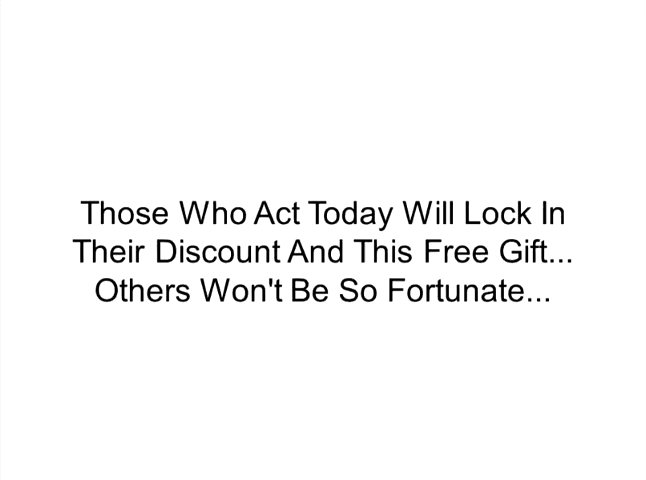 Those Who Act Today Will Lock In
Their Discount And This Free Gift...
Others Won't Be So Fortunate...